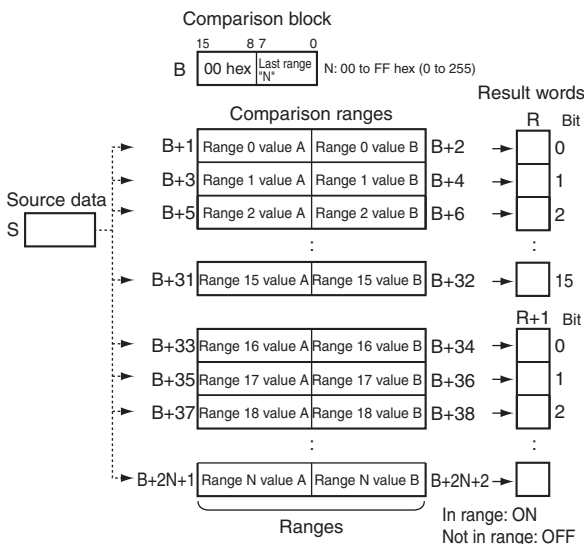 Comparison block
15 8 7 0
B 00 hex Last range "N" N: 00 to FF hex (0 to 255)
Result words
Comparison ranges R Bit
B+1 Range 0 value A Range 0 value B B+2 0
B+3 Range 1 value A Range 1 value B B+4 1
Source data
S
B+5 Range 2 value A Range 2 value B B+6 2
: :
B+31 Range 15 value A Range 15 value B B+32 15
R+1 Bit
B+33 Range 16 value A Range 16 value B B+34 0
B+35 Range 17 value A Range 17 value B B+36 1
B+37 Range 18 value A Range 18 value B B+38 2
: :
B+2N+1 Range N value A Range N value B B+2N+2
Ranges
In range: ON
Not in range: OFF